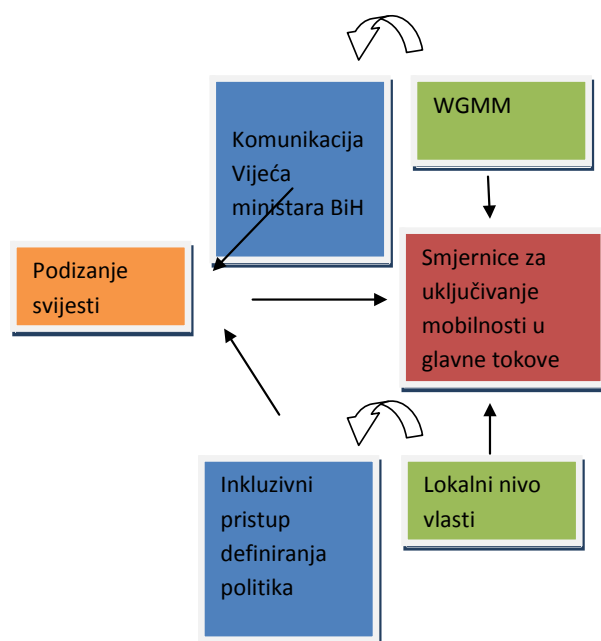 WGMM
Komunikacija
Vijeća
ministara BiH
Podizanje
svijesti
Smjernice za
uključivanje
mobilnosti u
glavne tokove
Inkluzivni
pristup
definiranja
politika
Lokalni nivo
vlasti